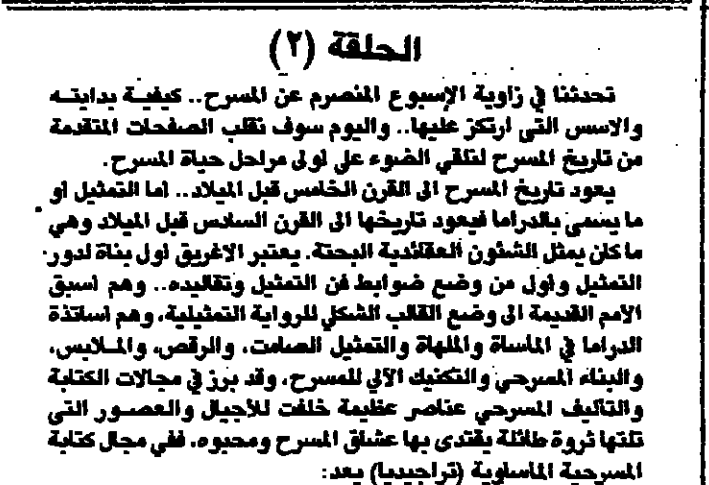 الحلقة (٢)
تحدثنا في زاوية الإسبوع المنصرم عن المسرح.. كيفية بدايته
والاسس التي ارتكز عليها.. واليوم سوف نقلب الصفحات المتقدمة
من تاريخ المسرح لنلقي الضوء على اولى مراحل حياة المسرح.
يعود تاريخ المسرح الى القرن الخامس قبل الميلاد.. اما التمثيل او
ما يسمى بالدراما فيعود تاريخها الى القرن السادس قبل الميلاد وهي
ما كان يمثل الشئون العقائدية البحتة. يعتبر الاغريق اول بناة لدور
التمثيل واول من وضع ضوابط فن التمثيل وتقاليده.. وهم اسبق
الأمم القديمة الى وضع القالب الشكلي للرواية التمثيلية، وهم اساتذة
الدراما في المأساة والملهاة والتمثيل الصامت، والرقص، والملابس،
والبناء المسرحي والتكنيك الآلي للمسرح، وقد برز في مجالات الكتابة
والتأليف المسرحي عناصر عظيمة خلفت للأجيال والعصور التي
تلتها ثروة طائلة يقتدى بها عشاق المسرح ومحبوه. ففي مجال كتابة
المسرحية المأساوية (تراجيديا) يعد: